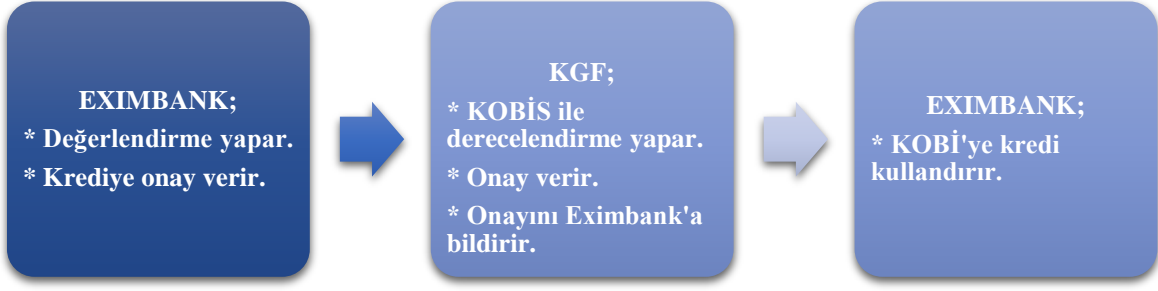 EXIMBANK;
* Değerlendirme yapar.
* Krediye onay verir.
KGF;
* KOBİS ile
derecelendirme yapar.
* Onay verir.
* Onayını Eximbank'a
bildirir.
EXIMBANK;
* KOBİ'ye kredi
kullandırır.